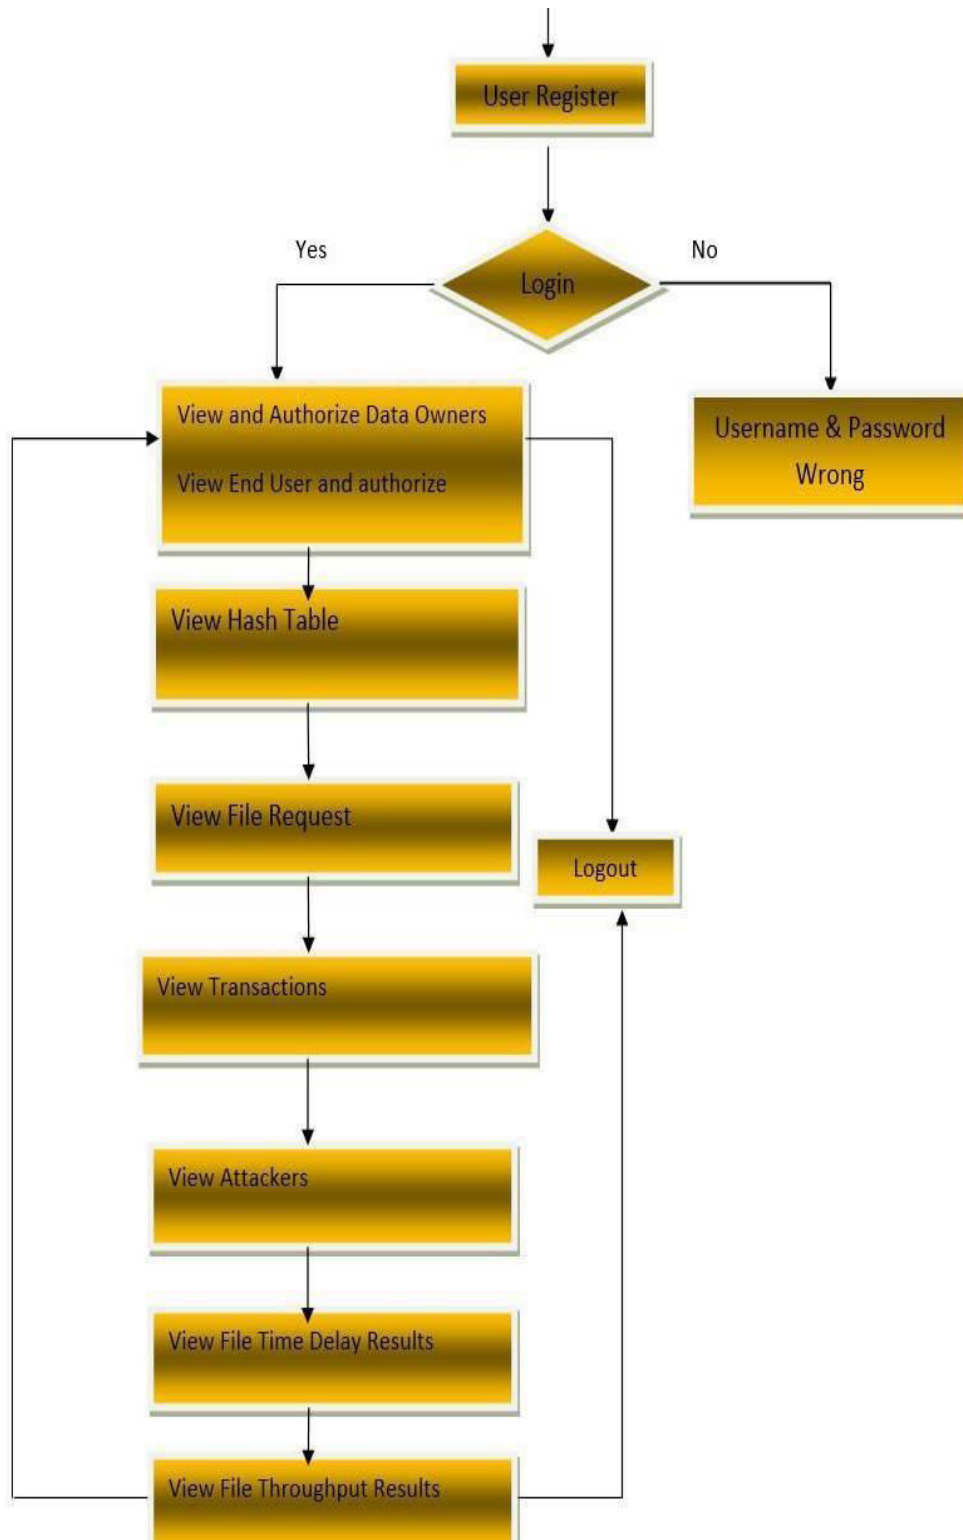 User Register
Yes
No
Login
View and Authorize Data Owners
View End User and authorize
Username & Password
Wrong
View Hash Table
View File Request
Logout
View Transactions
View Attackers
View File Time Delay Results
View File Throughput Results